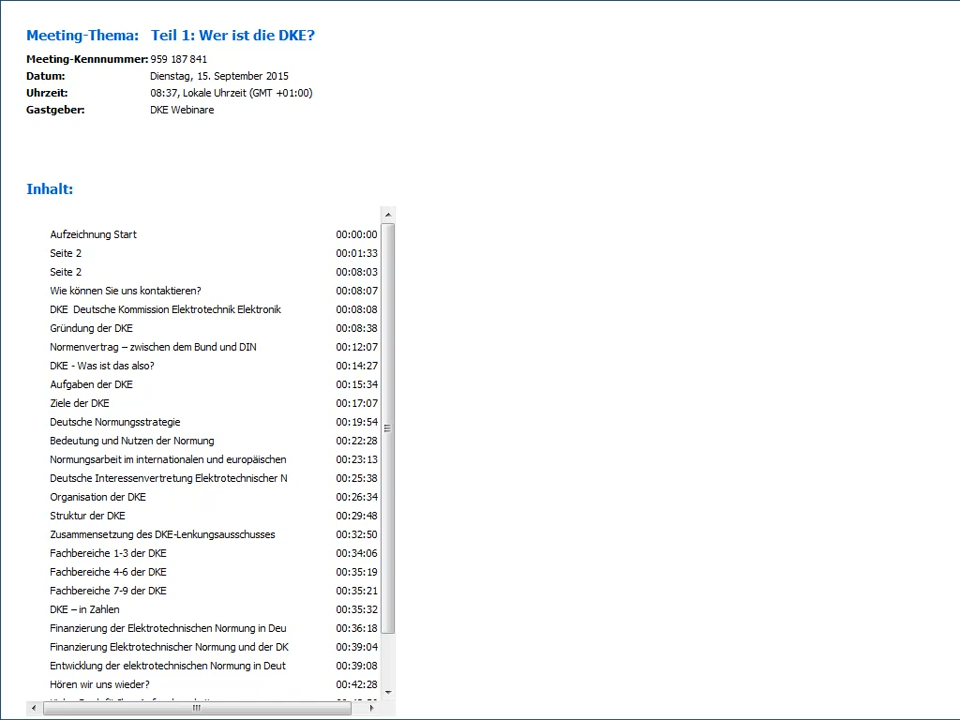 Meeting-Thema: Teil 1: Wer ist die DKE?
Meeting-Kennnummer: 959 187 841
Datum: Dienstag, 15. September 2015
Uhrzeit: 08:37, Lokale Uhrzeit (GMT +01:00)
Gastgeber: DKE Webinare
Inhalt:
Aufzeichnung Start 00:00:00
Seite 2 00:01:33
Seite 2 00:08:03
Wie können Sie uns kontaktieren? 00:08:07
DKE Deutsche Kommission Elektrotechnik Elektronik 00:08:08
Gründung der DKE 00:08:38
Normenvertrag – zwischen dem Bund und DIN 00:12:07
DKE - Was ist das also? 00:14:27
Aufgaben der DKE 00:15:34
Ziele der DKE 00:17:07
Deutsche Normungsstrategie 00:19:54
Bedeutung und Nutzen der Normung 00:22:28
Normungsarbeit im internationalen und europäischen 00:23:13
Deutsche Interessenvertretung Elektrotechnischer N 00:25:38
Organisation der DKE 00:26:34
Struktur der DKE 00:29:48
Zusammensetzung des DKE-Lenkungsausschusses 00:32:50
Fachbereiche 1-3 der DKE 00:34:06
Fachbereiche 4-6 der DKE 00:35:19
Fachbereiche 7-9 der DKE 00:35:21
DKE – in Zahlen 00:35:32
Finanzierung der Elektrotechnischen Normung in Deu 00:36:18
Finanzierung Elektrotechnischer Normung und der DK 00:39:04
Entwicklung der elektrotechnischen Normung in Deut 00:39:08
Hören wir uns wieder? 00:42:28